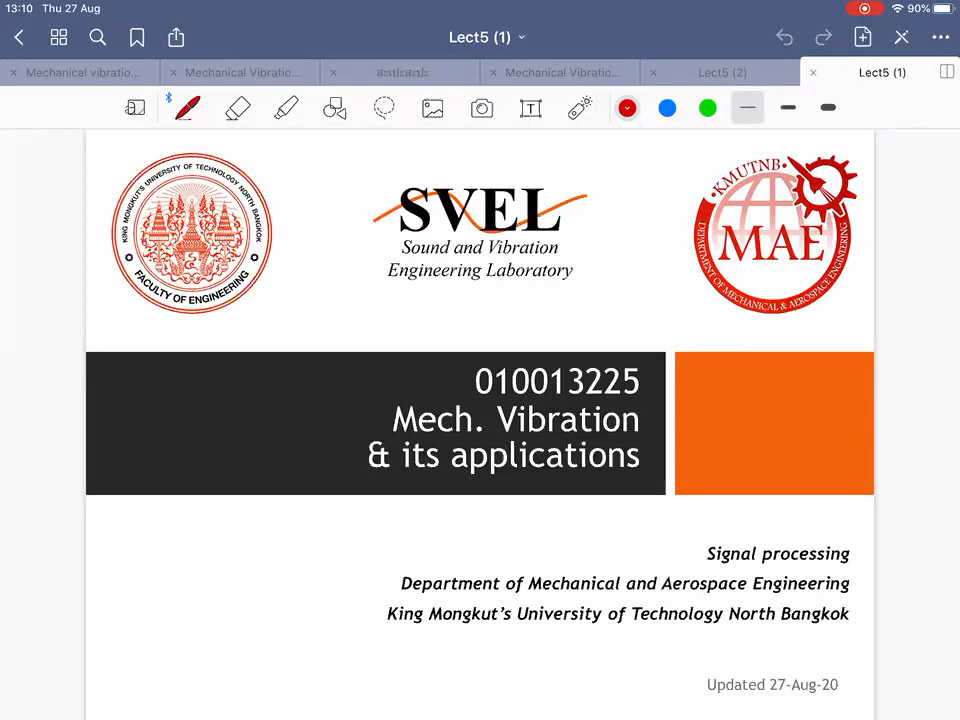 13:10 Thu 27 Aug
90%
Lect5 (1)
Mechanical vibratio...
Mechanical Vibratio...
สะเปะสะปะ
Mechanical Vibratio...
Lect5 (2)
Lect5 (1)
T
KING MONGKUT'S UNIVERSITY OF TECHNOLOGY NORTH BANGKOK
FACULTY OF ENGINEERING
SVEL
Sound and Vibration
Engineering Laboratory
•KMUTNB•
MAE
DEPARTMENT OF MECHANICAL & AEROSPACE ENGINEERING
010013225
Mech. Vibration
& its applications
Signal processing
Department of Mechanical and Aerospace Engineering
King Mongkut's University of Technology North Bangkok
Updated 27-Aug-20